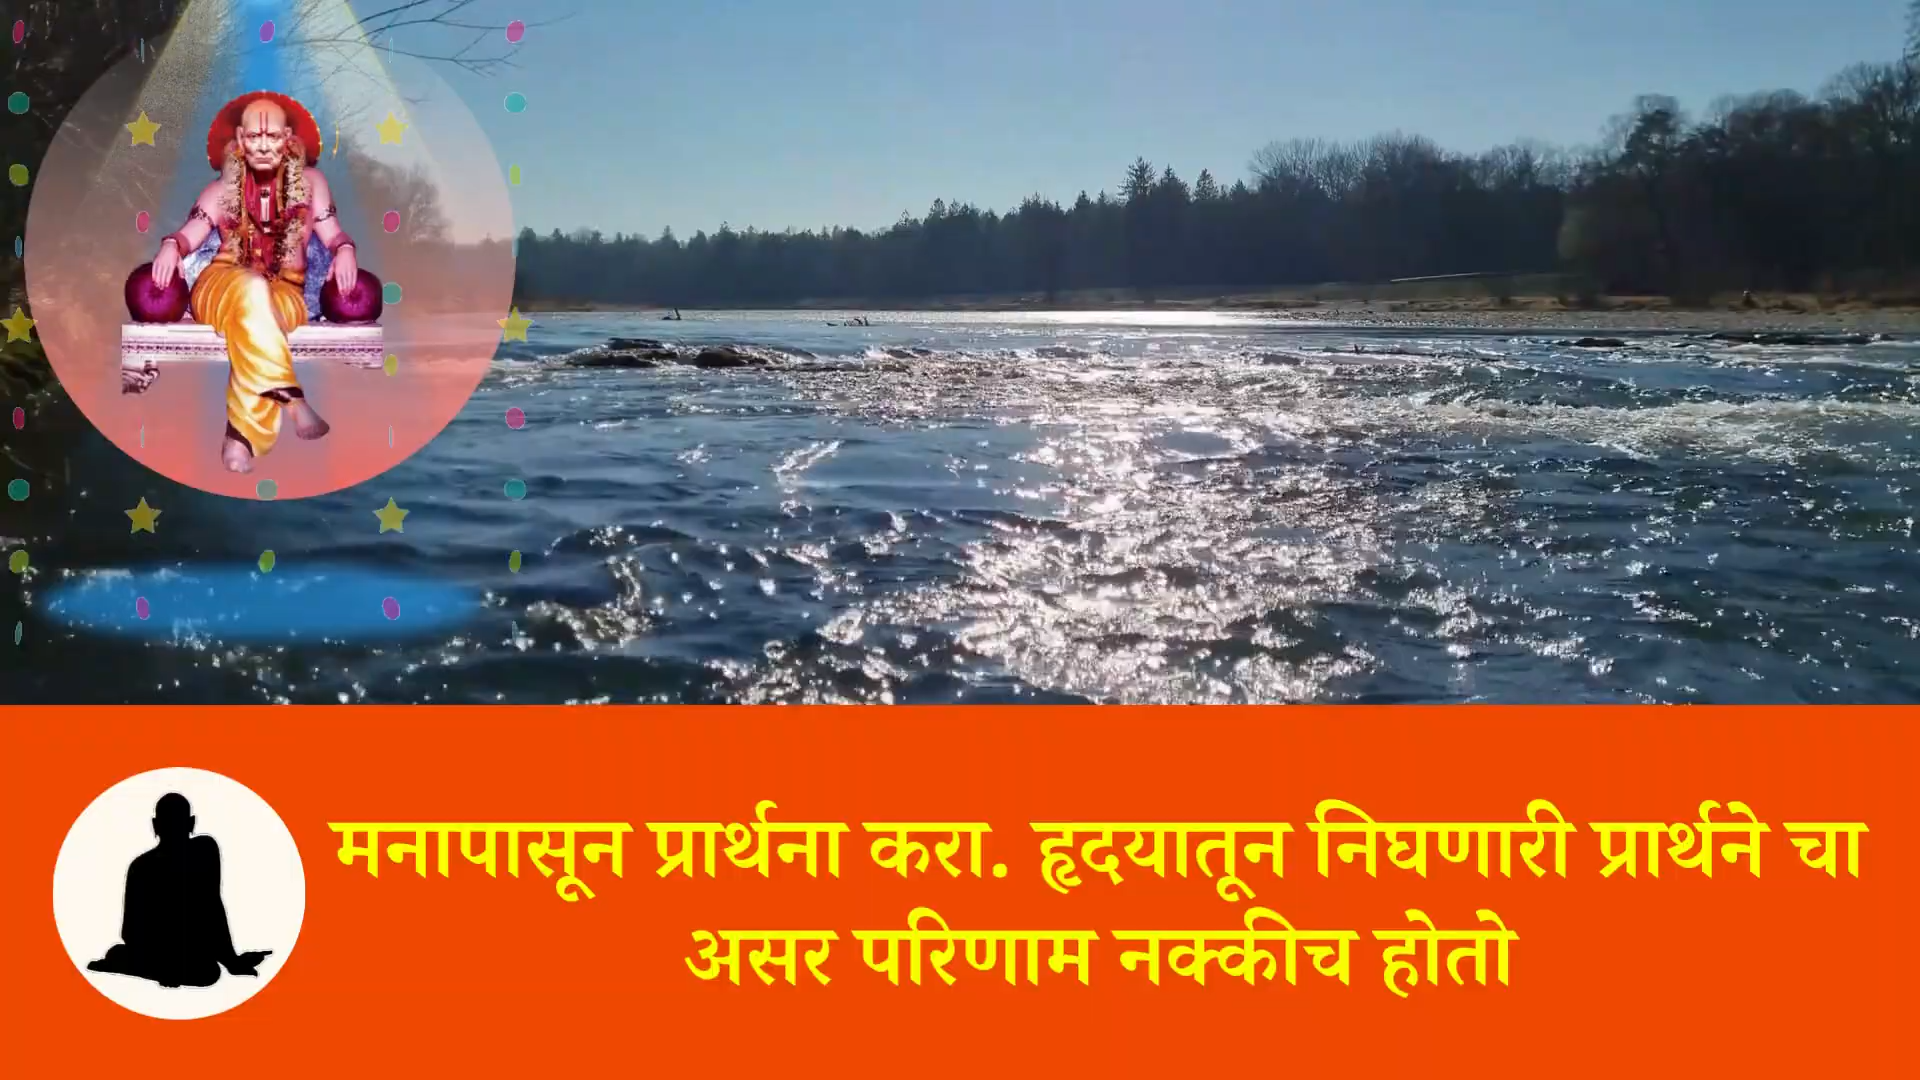 मनापासून प्रार्थना करा. हृदयातून निघणारी प्रार्थने चा
असर परिणाम नक्कीच होतो